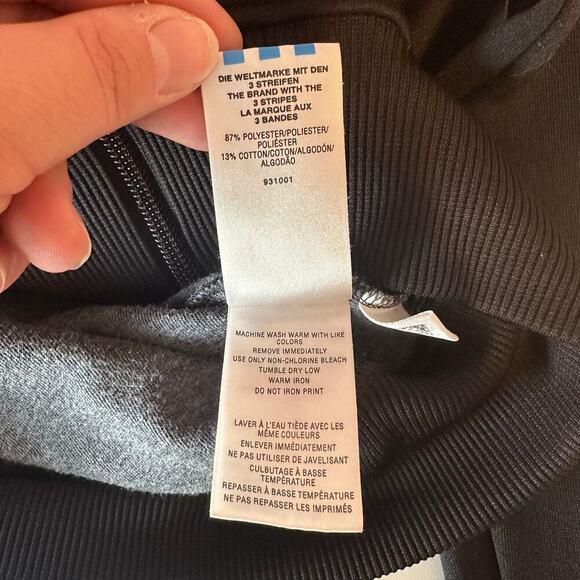 DIE WELTMARKE MIT DEN
3 STREIFEN
THE BRAND WITH THE
3 STRIPES
LA MARQUE AUX
3 BANDES
87% POLYESTER/POLIESTER/
POLIÉSTER
13% COTTON/COTON/ALGODÓN/
ALGODÃO
931001
MACHINE WASH WARM WITH LIKE
COLORS
REMOVE IMMEDIATELY
USE ONLY NON-CHLORINE BLEACH
TUMBLE DRY LOW
WARM IRON
DO NOT IRON PRINT
LAVER À L'EAU TIÈDE AVEC LES
MÊME COULEURS
ENLEVER IMMÉDIATEMENT
NE PAS UTILISER DE JAVELISANT
CULBUTAGE À BASSE
TEMPÉRATURE
REPASSER À BASSE TEMPÉRATURE
NE PAS REPASSER LES IMPRIMÉS